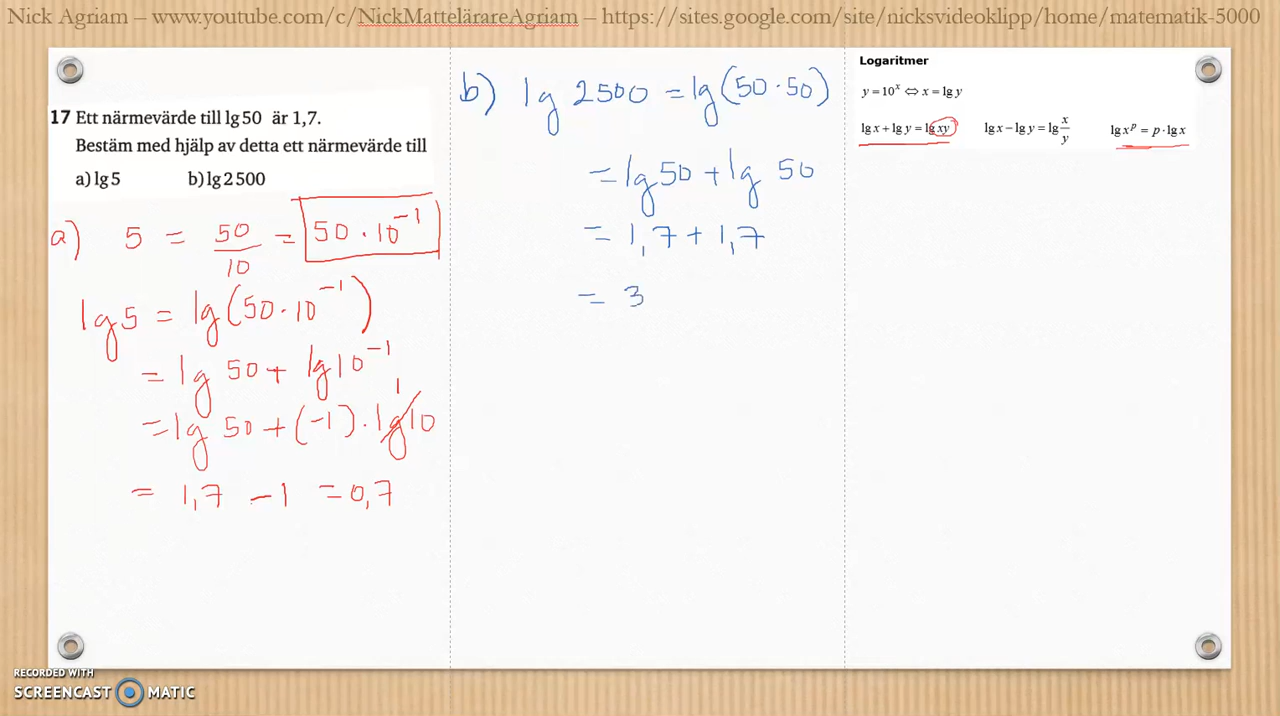 Nick Agriam – www.youtube.com/c/NickMattelärareAgriam – https://sites.google.com/site/nicksvideoklipp/home/matematik-5000
17 Ett närmevärde till lg 50 är 1,7.
Bestäm med hjälp av detta ett närmevärde till
a) lg 5 b) lg 2 500
a) 5 = 50/10 = 50 · 10⁻¹
lg 5 = lg(50 · 10⁻¹)
= lg 50 + lg 10⁻¹
1
= lg 50 + (-1) · lg 10
= 1,7 - 1 = 0,7
b) lg 2500 = lg(50 · 50)
= lg 50 + lg 50
= 1,7 + 1,7
= 3
Logaritmer
y = 10ˣ ⇔ x = lg y
lg x + lg y = lg xy lg x − lg y = lg x/y lg xᵖ = p · lg x
RECORDED WITH
SCREENCAST MATIC